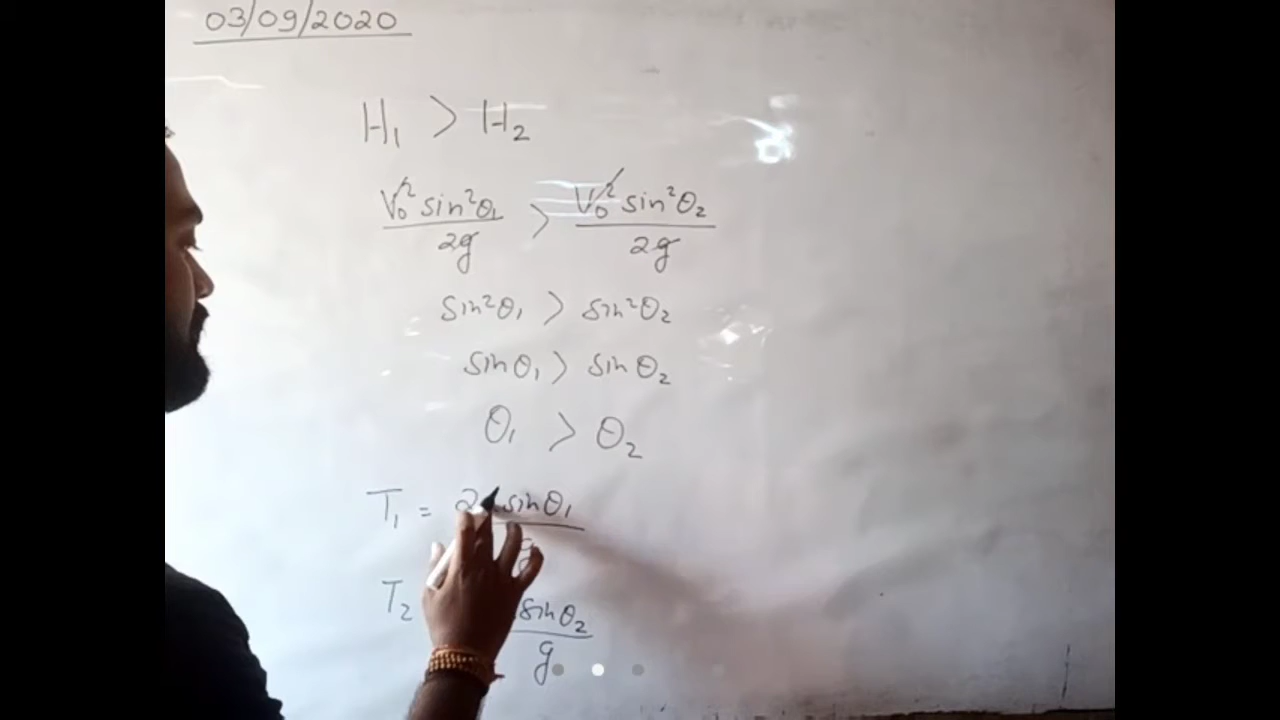 03/09/2020
H₁ > H₂
V₀² sin²θ₁ / 2g > V₀² sin²θ₂ / 2g
sin²θ₁ > sin²θ₂
sinθ₁ > sinθ₂
θ₁ > θ₂
T₁ = 2 sinθ₁
T₂ sinθ₂ / g